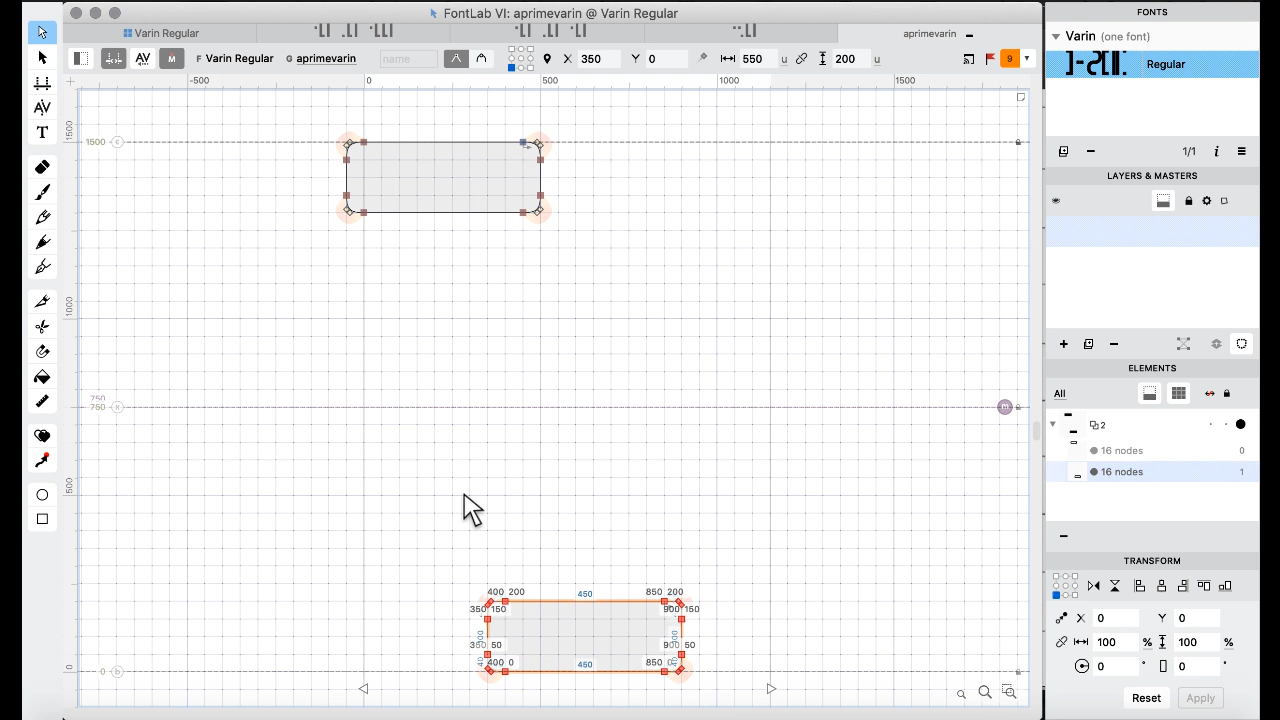 FontLab VI: aprimevarin @ Varin Regular
Varin Regular
aprimevarin
F Varin Regular G aprimevarin name X 350 Y 0 550 u 200 u 9
-500 0 500 1000 1500
1500
1500 c
1000
750
750 x
m
500
400 200 450 850 200
350 150 900 150
350 50 900 50
400 0 450 850 0
0
0 b
FONTS
Varin (one font)
Regular
1/1
LAYERS & MASTERS
ELEMENTS
All
2
16 nodes 0
16 nodes 1
TRANSFORM
X 0 Y 0
100 % 100 %
0 ° 0 °
Reset Apply